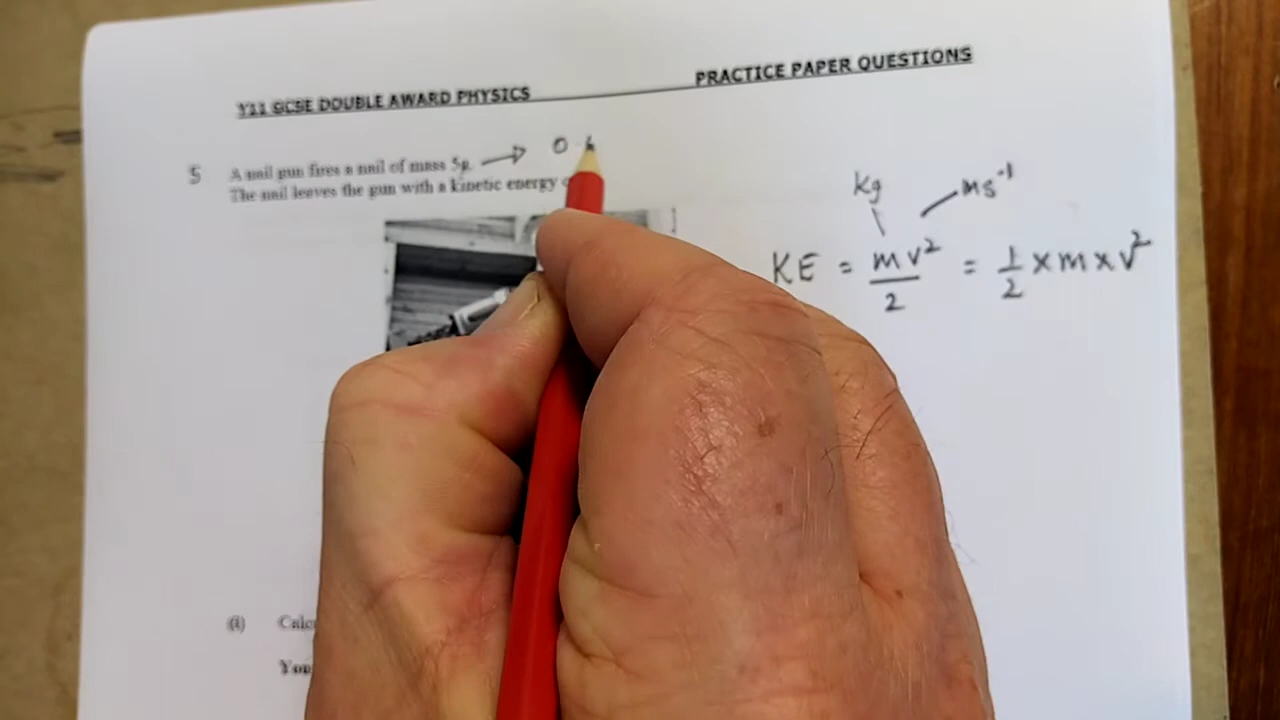 Y11 GCSE DOUBLE AWARD PHYSICS PRACTICE PAPER QUESTIONS
5 A nail gun fires a nail of mass 5g. → 0.
The nail leaves the gun with a kinetic energy
kg ms⁻¹
KE = mv²/2 = 1/2 × m × v²
(i)